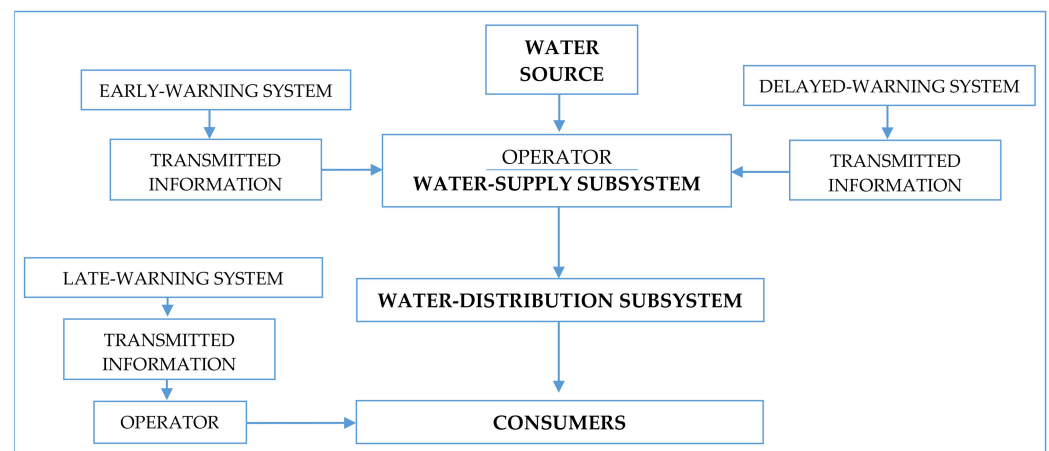 WATER
SOURCE
EARLY-WARNING SYSTEM
DELAYED-WARNING SYSTEM
TRANSMITTED
INFORMATION
OPERATOR
WATER-SUPPLY SUBSYSTEM
TRANSMITTED
INFORMATION
LATE-WARNING SYSTEM
WATER-DISTRIBUTION SUBSYSTEM
TRANSMITTED
INFORMATION
OPERATOR
CONSUMERS